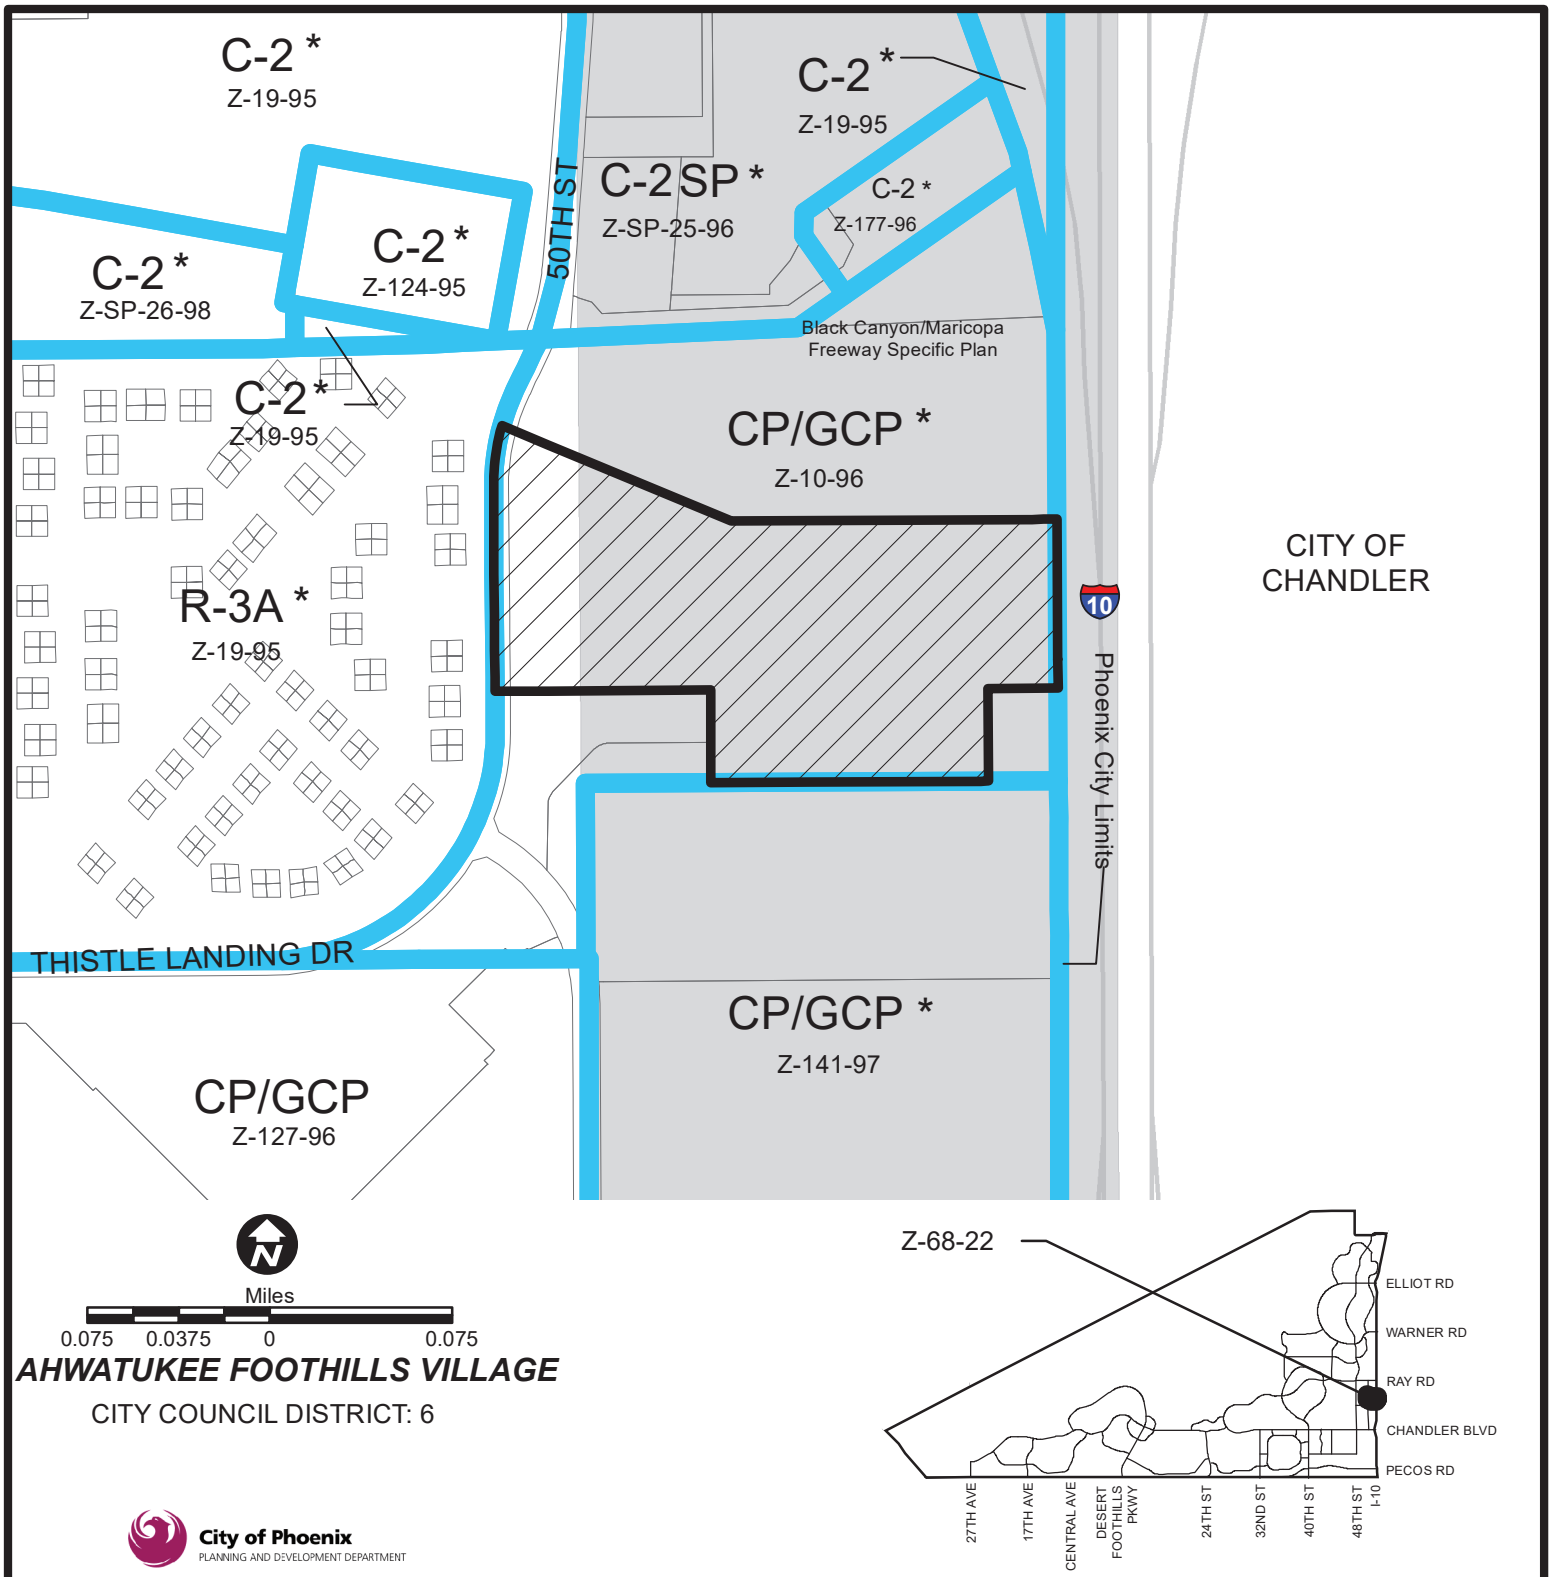 C-2 *
Z-19-95
C-2 *
Z-19-95
50TH ST
C-2 SP *
Z-SP-25-96
C-2 *
Z-177-96
C-2 *
Z-124-95
C-2 *
Z-SP-26-98
Black Canyon/Maricopa
Freeway Specific Plan
C-2 *
Z-19-95
CP/GCP *
Z-10-96
CITY OF
CHANDLER
10
R-3A *
Z-19-95
Phoenix City Limits
THISTLE LANDING DR
CP/GCP *
Z-141-97
CP/GCP
Z-127-96
N
Miles
0.075 0.0375 0 0.075
AHWATUKEE FOOTHILLS VILLAGE
CITY COUNCIL DISTRICT: 6
City of Phoenix
PLANNING AND DEVELOPMENT DEPARTMENT
Z-68-22
ELLIOT RD
WARNER RD
RAY RD
CHANDLER BLVD
PECOS RD
27TH AVE
17TH AVE
CENTRAL AVE
DESERT
FOOTHILLS
PKWY
24TH ST
32ND ST
40TH ST
48TH ST
I-10